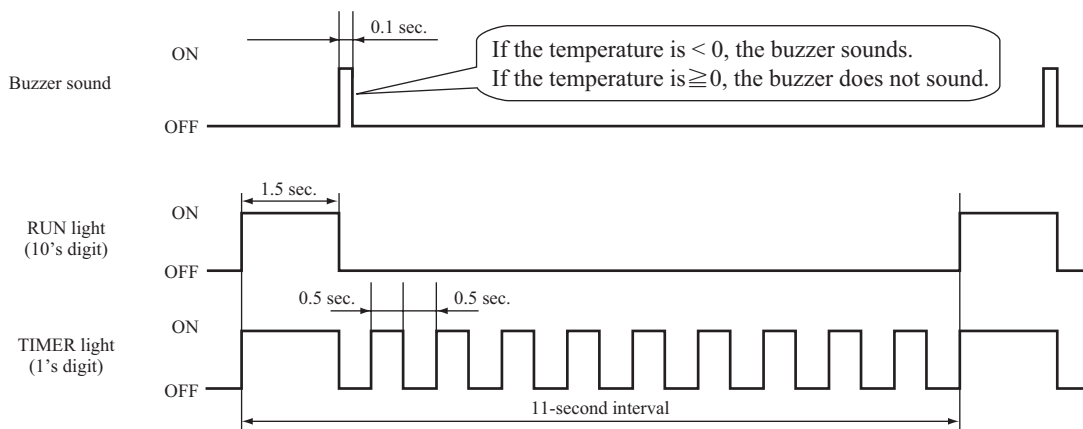 0.1 sec.
ON
If the temperature is < 0, the buzzer sounds.
If the temperature is ≧0, the buzzer does not sound.
Buzzer sound
OFF
1.5 sec.
ON
RUN light
(10's digit)
OFF
0.5 sec.
0.5 sec.
ON
TIMER light
(1's digit)
OFF
11-second interval